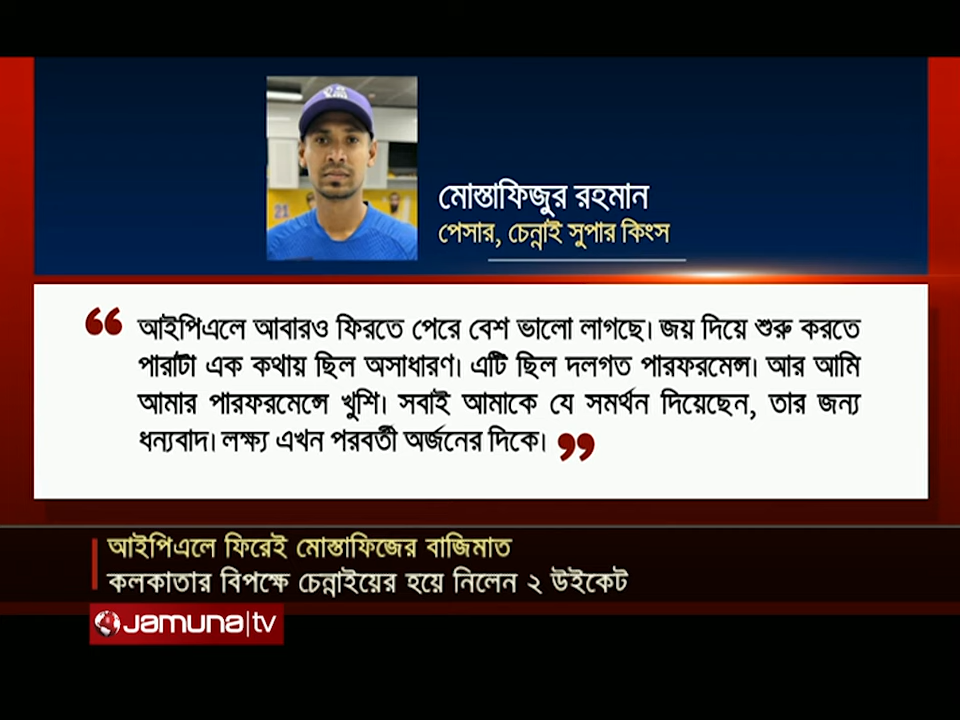 মোস্তাফিজুর রহমান
পেসার, চেন্নাই সুপার কিংস
“ আইপিএলে আবারও ফিরতে পেরে বেশ ভালো লাগছে। জয় দিয়ে শুরু করতে
পারাটা এক কথায় ছিল অসাধারণ। এটি ছিল দলগত পারফরমেন্স। আর আমি
আমার পারফরমেন্সে খুশি। সবাই আমাকে যে সমর্থন দিয়েছেন, তার জন্য
ধন্যবাদ। লক্ষ্য এখন পরবর্তী অর্জনের দিকে। ”
আইপিএলে ফিরেই মোস্তাফিজের বাজিমাত
কলকাতার বিপক্ষে চেন্নাইয়ের হয়ে নিলেন ২ উইকেট
Jamuna|tv